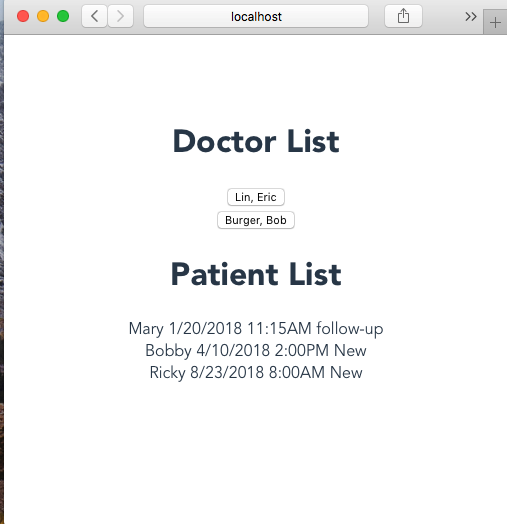 localhost
Doctor List
Lin, Eric
Burger, Bob
Patient List
Mary 1/20/2018 11:15AM follow-up
Bobby 4/10/2018 2:00PM New
Ricky 8/23/2018 8:00AM New